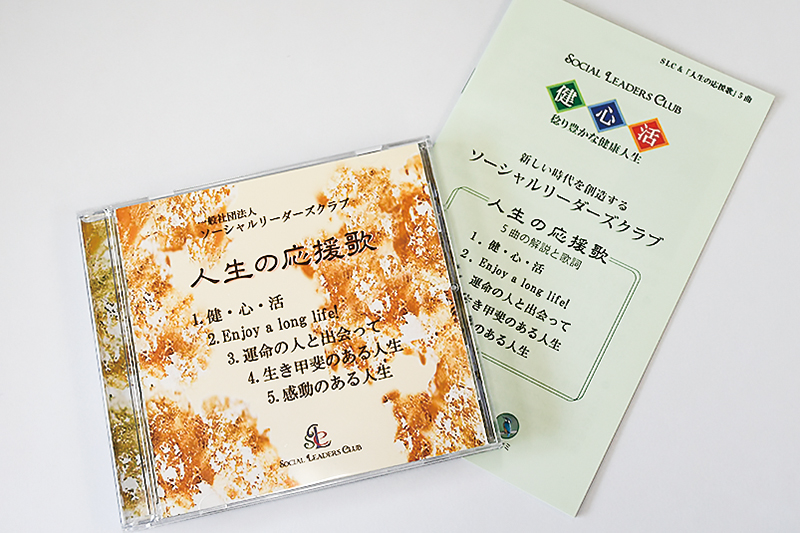 一般社団法人
ソーシャルリーダーズクラブ
人生の応援歌
1.健・心・活
2.Enjoy a long life!
3.運命の人と出会って
4.生き甲斐のある人生
5.感動のある人生
SLC
SOCIAL LEADERS CLUB
SLC &「人生の応援歌」5曲
SOCIAL LEADERS CLUB
健 心 活
稔り豊かな健康人生
新しい時代を創造する
ソーシャルリーダーズクラブ
人生の応援歌
5曲の解説と歌詞
1.健・心・活
2.Enjoy a long life!
運命の人と出会って
生き甲斐のある人生
のある人生